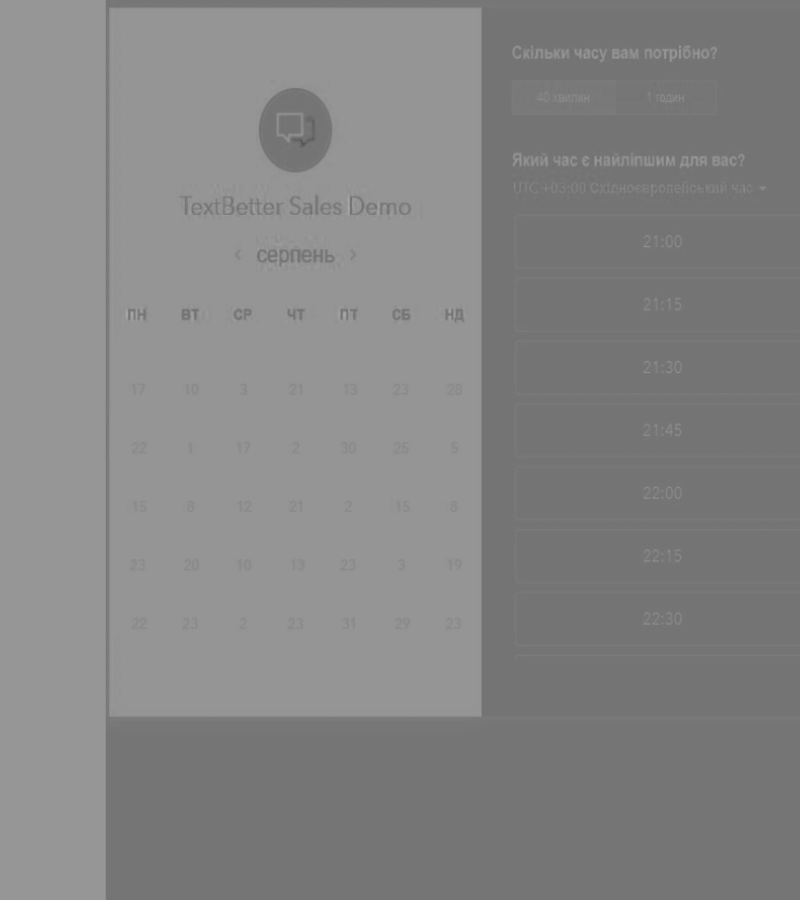 TextBetter Sales Demo
‹ серпень ›
ПН ВТ СР ЧТ ПТ СБ НД
17 10 3 21 13 23 28
22 1 17 2 30 25 5
15 8 12 21 2 15 6
23 20 10 13 23 3 19
22 23 2 23 31 29 23
Скільки часу вам потрібно?
40 хвилин 1 годин
Який час є найліпшим для вас?
UTC +03:00 Східноєвропейський час
21:00
21:15
21:30
21:45
22:00
22:15
22:30